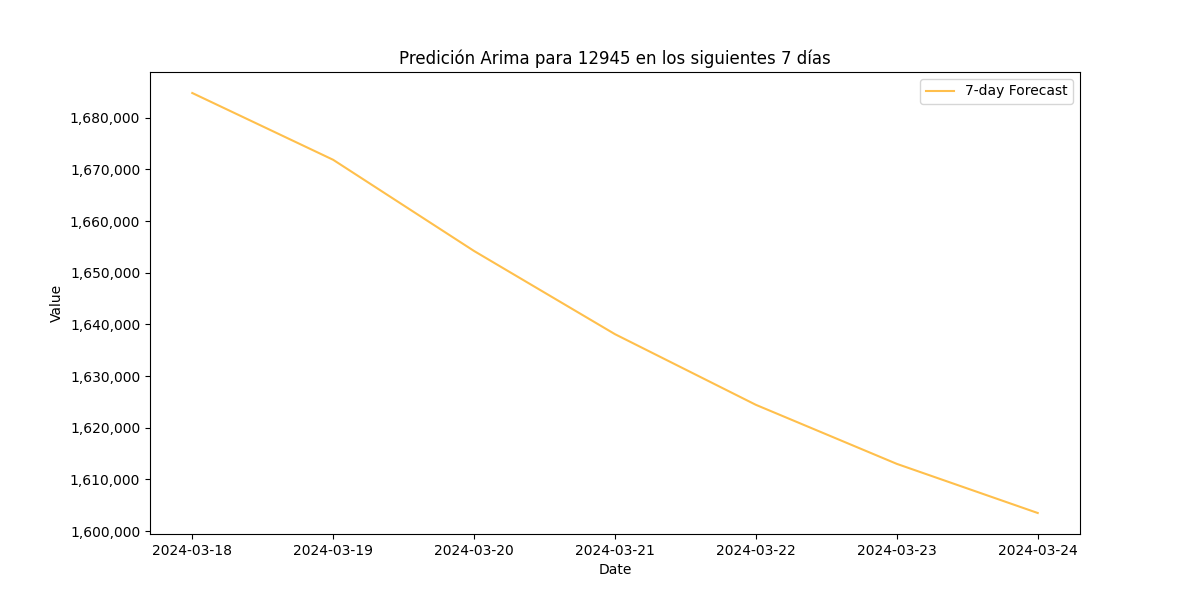 Predición Arima para 12945 en los siguientes 7 días
7-day Forecast
Value
1,680,000
1,670,000
1,660,000
1,650,000
1,640,000
1,630,000
1,620,000
1,610,000
1,600,000
2024-03-18 2024-03-19 2024-03-20 2024-03-21 2024-03-22 2024-03-23 2024-03-24
Date